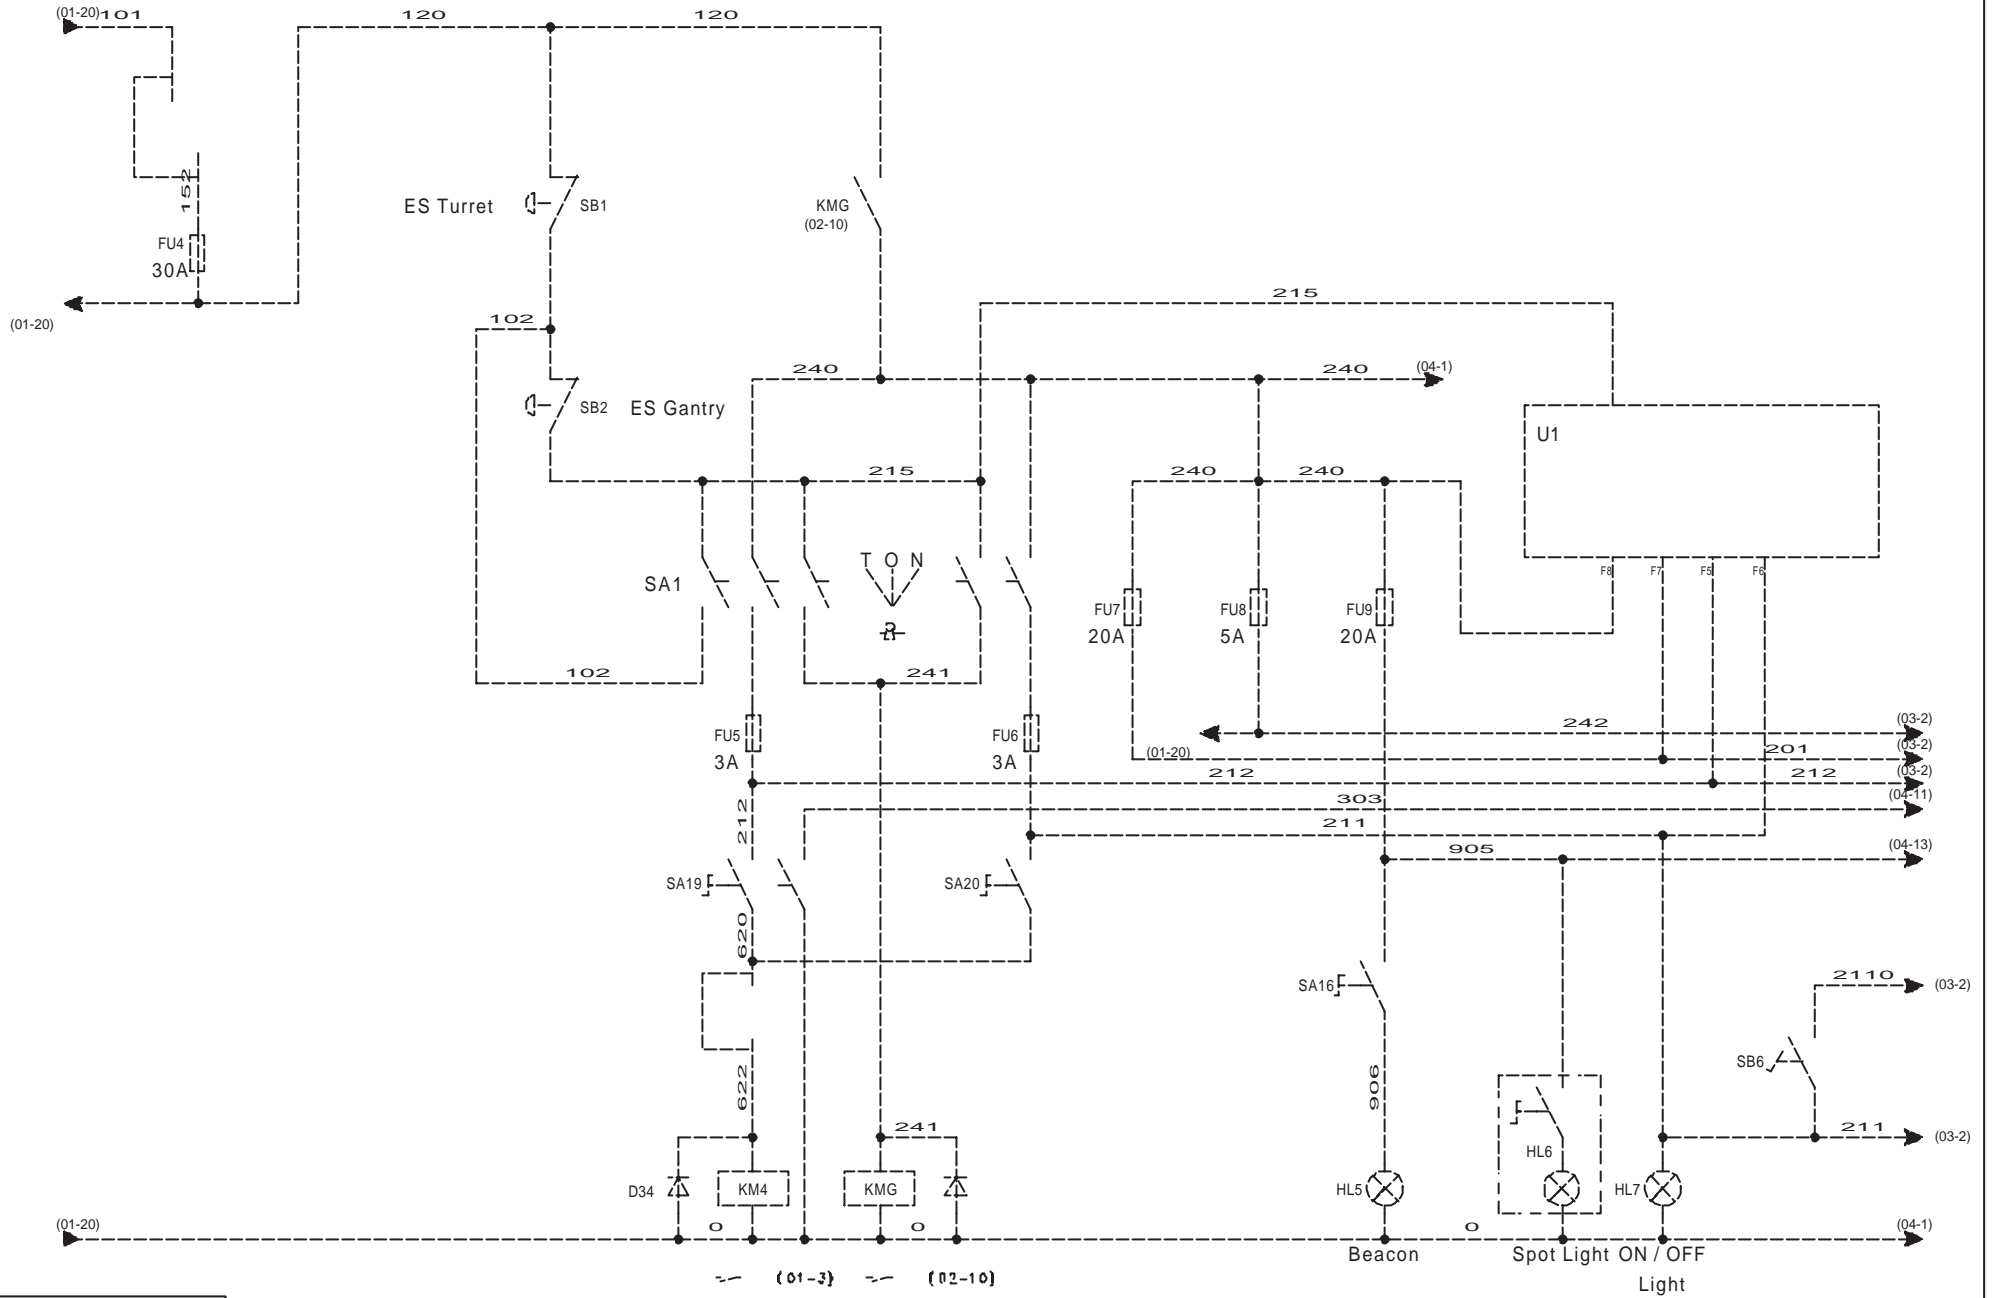 (01-20) 101 120 120
152
ES Turret SB1 KMG
(02-10)
FU4
30A
215
(01-20) 102
240 240 (04-1)
SB2 ES Gantry
U1
215 240 240
T O N F8 F7 F5 F6
SA1
FU7 FU8 FU9
20A 5A 20A
R
102 241
242 (03-2)
FU5 FU6
3A 3A
(01-20) 201 (03-2)
212 212 (03-2)
212 303 (04-11)
211
905 (04-13)
SA19 SA20
620
2110 (03-2)
SA16
SB6
622 906
241 211 (03-2)
HL6
D34 KM4 KMG HL5 HL7
(01-20) 0 0 0 (04-1)
Beacon Spot Light ON / OFF
Light
(01-3) (02-10)